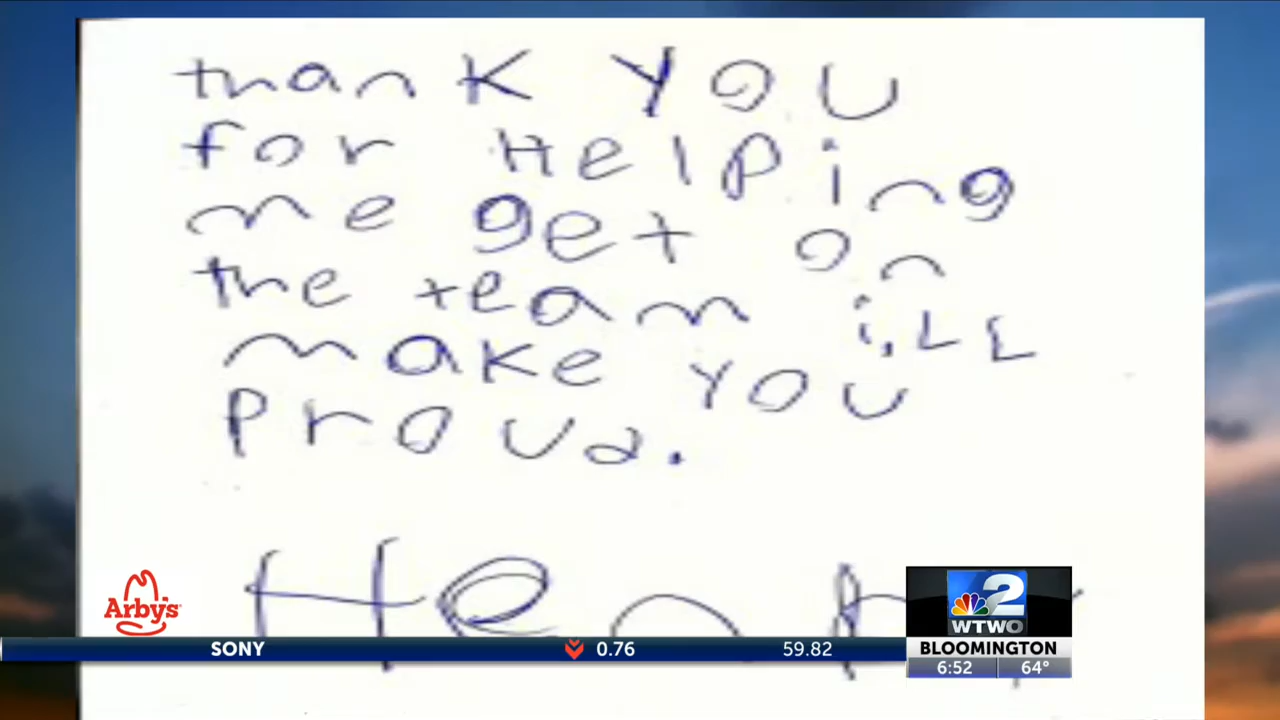 thank You
for Helping
me get on
the team i,LL
make you
Proud.
Hen
Arby's
2
WTWO
SONY 0.76 59.82
BLOOMINGTON
6:52 64°